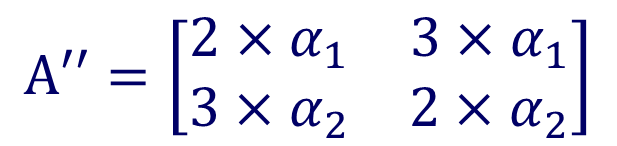 A″ = [2 × α₁ 3 × α₁
3 × α₂ 2 × α₂]